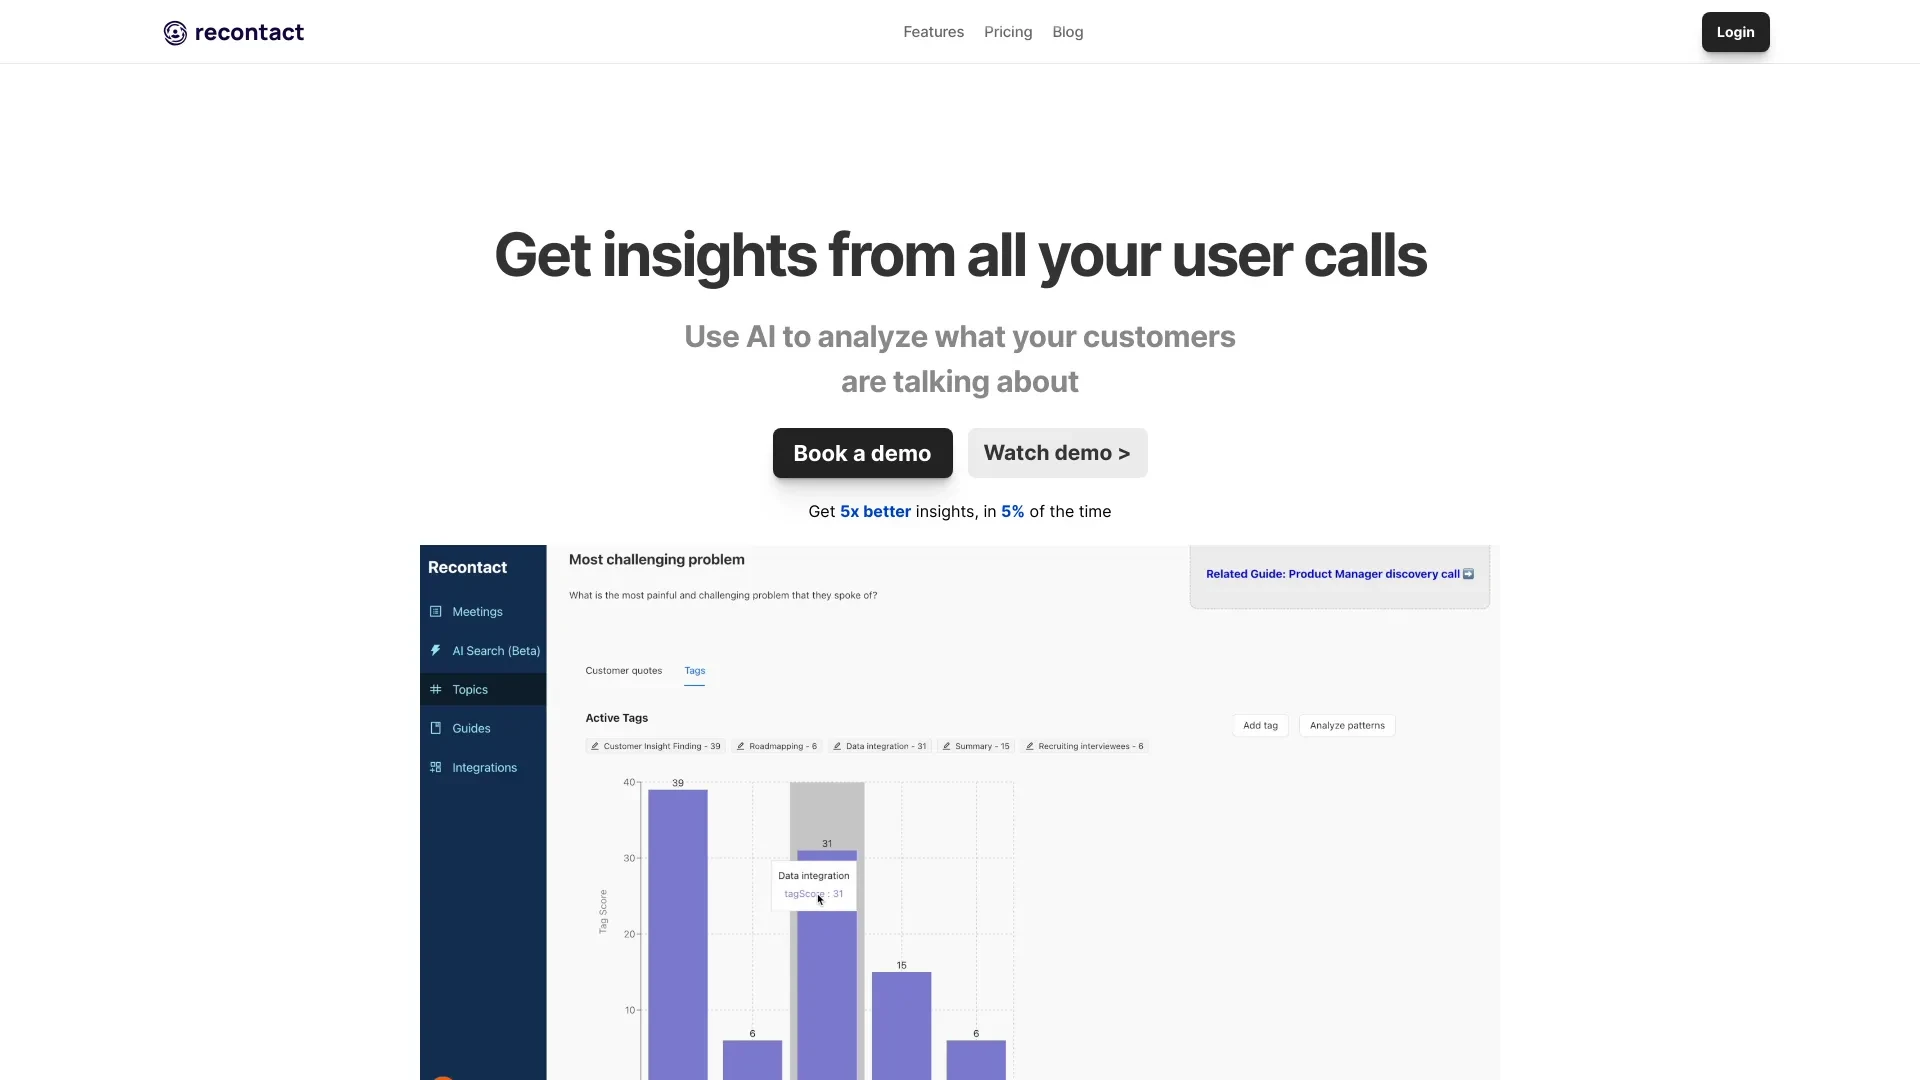 recontact
Features Pricing Blog
Login
Get insights from all your user calls
Use AI to analyze what your customers
are talking about
Book a demo
Watch demo >
Get 5x better insights, in 5% of the time
Recontact
Meetings
AI Search (Beta)
Topics
Guides
Integrations
Most challenging problem
What is the most painful and challenging problem that they spoke of?
Related Guide: Product Manager discovery call ➡️
Customer quotes Tags
Active Tags
Add tag Analyze patterns
Customer Insight Finding - 39 Roadmapping - 6 Data integration - 31 Summary - 15 Recruiting interviewees - 6
Tag Score
40
30
20
10
39
6
31
15
6
Data integration
tagScore : 31